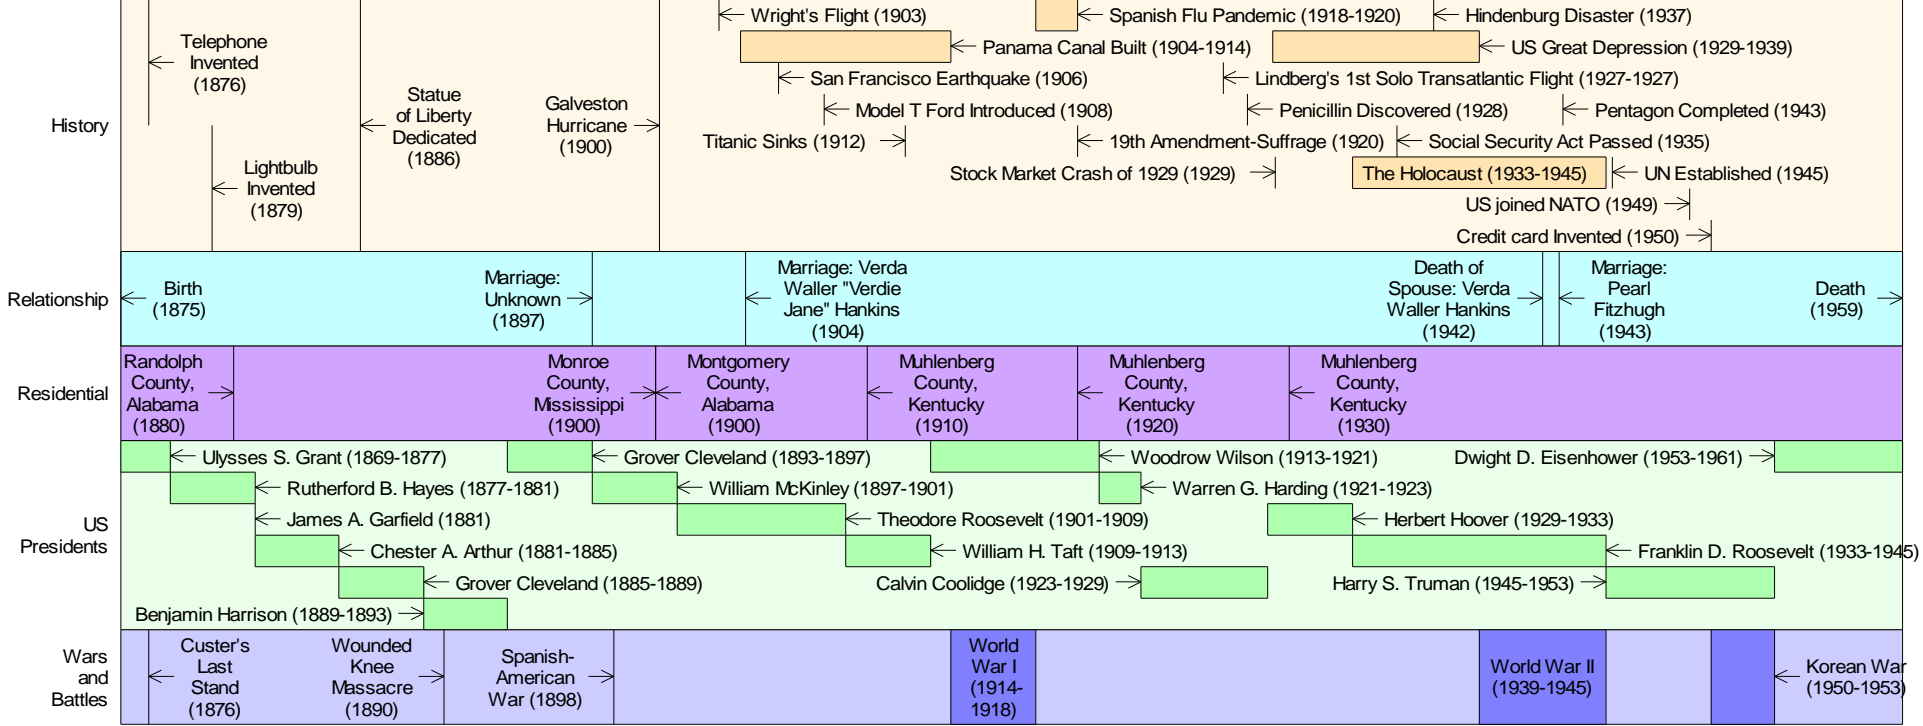 Wright's Flight (1903)
Spanish Flu Pandemic (1918-1920)
Hindenburg Disaster (1937)
Telephone
Invented
(1876)
Panama Canal Built (1904-1914)
US Great Depression (1929-1939)
San Francisco Earthquake (1906)
Lindberg's 1st Solo Transatlantic Flight (1927-1927)
Statue
of Liberty
Dedicated
(1886)
Galveston
Hurricane
(1900)
Model T Ford Introduced (1908)
Penicillin Discovered (1928)
Pentagon Completed (1943)
History
Titanic Sinks (1912)
19th Amendment-Suffrage (1920)
Social Security Act Passed (1935)
Lightbulb
Invented
(1879)
Stock Market Crash of 1929 (1929)
The Holocaust (1933-1945)
UN Established (1945)
US joined NATO (1949)
Credit card Invented (1950)
Relationship
Birth
(1875)
Marriage:
Unknown
(1897)
Marriage: Verda
Waller "Verdie
Jane" Hankins
(1904)
Death of
Spouse: Verda
Waller Hankins
(1942)
Marriage:
Pearl
Fitzhugh
(1943)
Death
(1959)
Residential
Randolph
County,
Alabama
(1880)
Monroe
County,
Mississippi
(1900)
Montgomery
County,
Alabama
(1900)
Muhlenberg
County,
Kentucky
(1910)
Muhlenberg
County,
Kentucky
(1920)
Muhlenberg
County,
Kentucky
(1930)
US
Presidents
Ulysses S. Grant (1869-1877)
Grover Cleveland (1893-1897)
Woodrow Wilson (1913-1921)
Dwight D. Eisenhower (1953-1961)
Rutherford B. Hayes (1877-1881)
William McKinley (1897-1901)
Warren G. Harding (1921-1923)
James A. Garfield (1881)
Theodore Roosevelt (1901-1909)
Herbert Hoover (1929-1933)
Chester A. Arthur (1881-1885)
William H. Taft (1909-1913)
Franklin D. Roosevelt (1933-1945)
Grover Cleveland (1885-1889)
Calvin Coolidge (1923-1929)
Harry S. Truman (1945-1953)
Benjamin Harrison (1889-1893)
Wars
and
Battles
Custer's
Last
Stand
(1876)
Wounded
Knee
Massacre
(1890)
Spanish-
American
War (1898)
World
War I
(1914-
1918)
World War II
(1939-1945)
Korean War
(1950-1953)